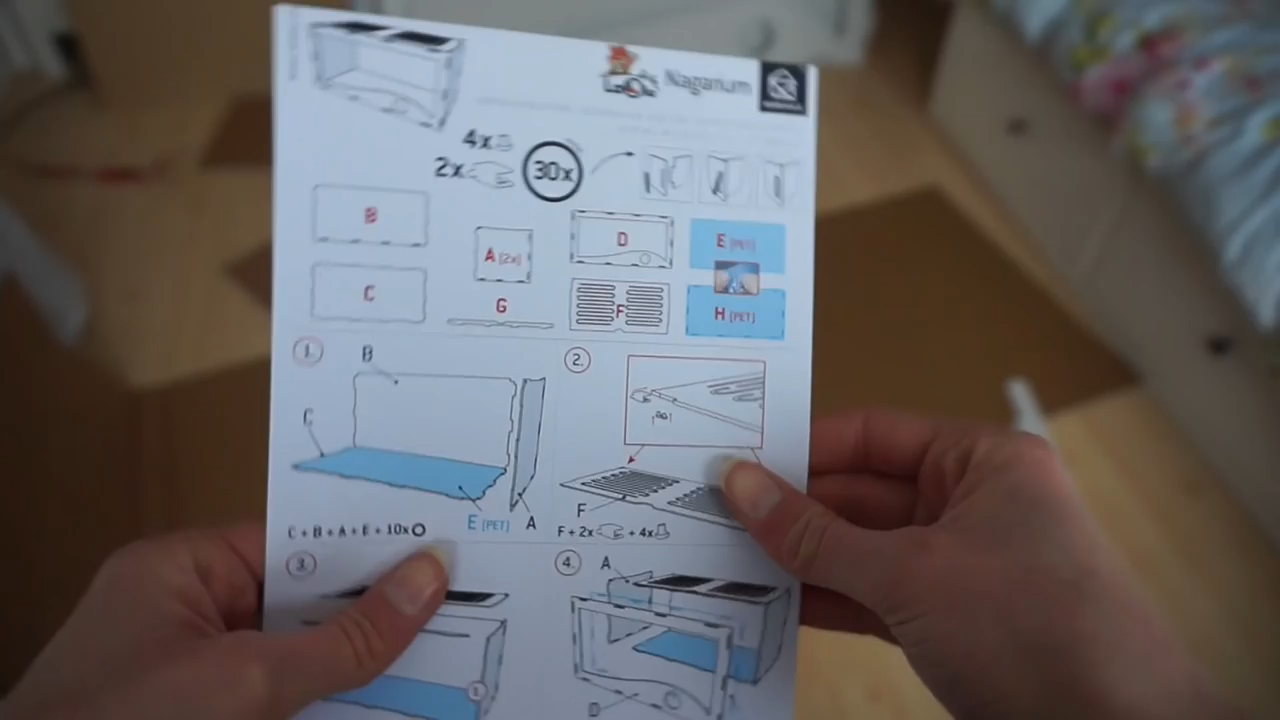 Naganum
4x
2x
30x
B
A (2x)
D
E (PET)
C
G
F
H (PET)
1.
B
C
E (PET)
A
C + B + A + E + 10x
2.
F
F + 2x + 4x
3.
4.
A
D